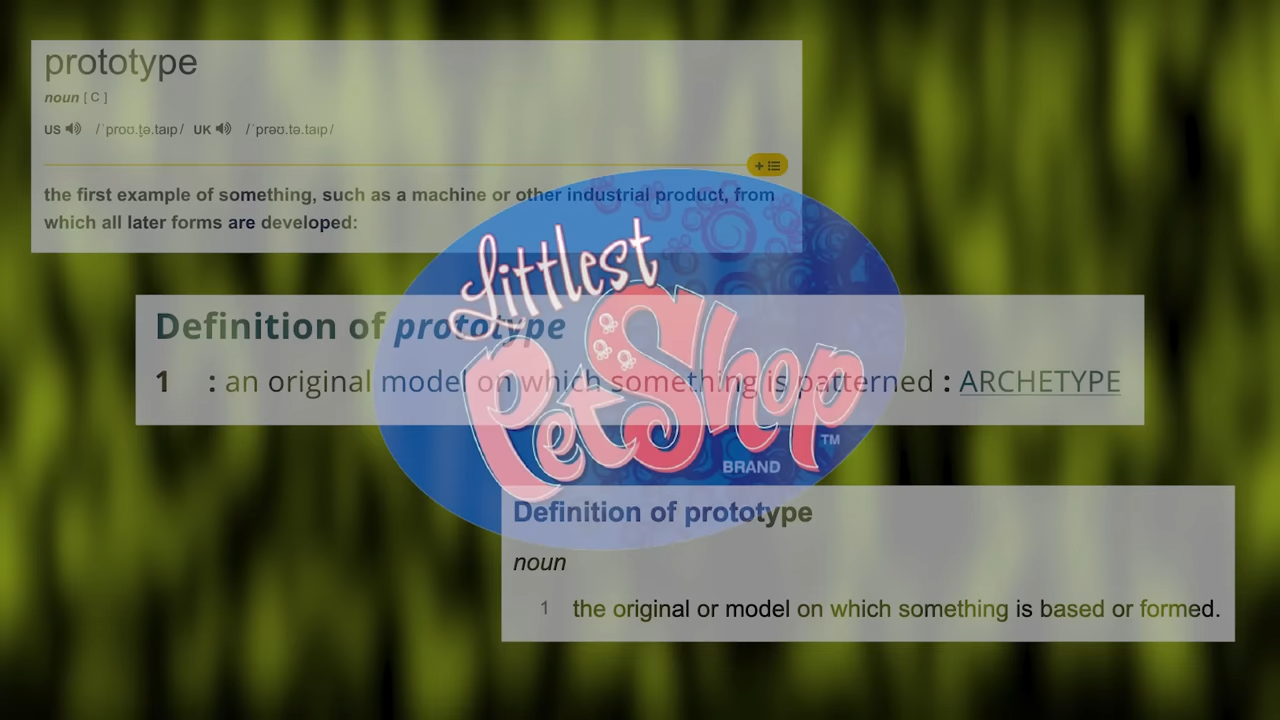 prototype
noun [ C ]
US /ˈproʊ.t̬ə.taɪp/ UK /ˈprəʊ.tə.taɪp/
the first example of something, such as a machine or other industrial product, from
which all later forms are developed:
Littlest
PetShop
TM
BRAND
Definition of prototype
1 : an original model on which something is patterned : ARCHETYPE
Definition of prototype
noun
1 the original or model on which something is based or formed.